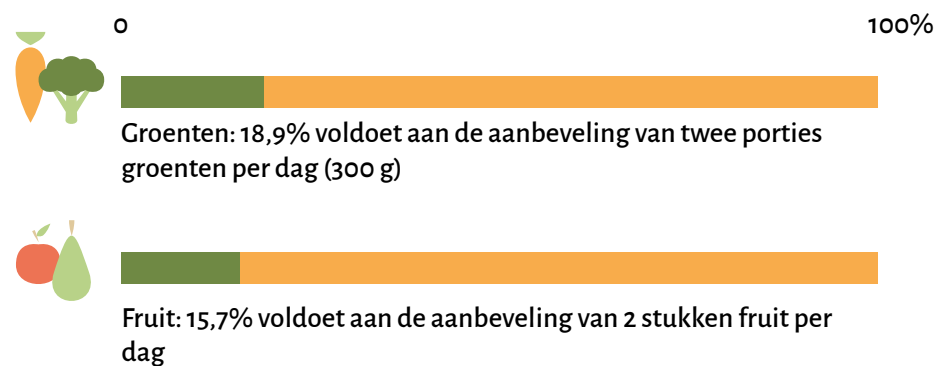 0 100%
Groenten: 18,9% voldoet aan de aanbeveling van twee porties
groenten per dag (300 g)
Fruit: 15,7% voldoet aan de aanbeveling van 2 stukken fruit per
dag